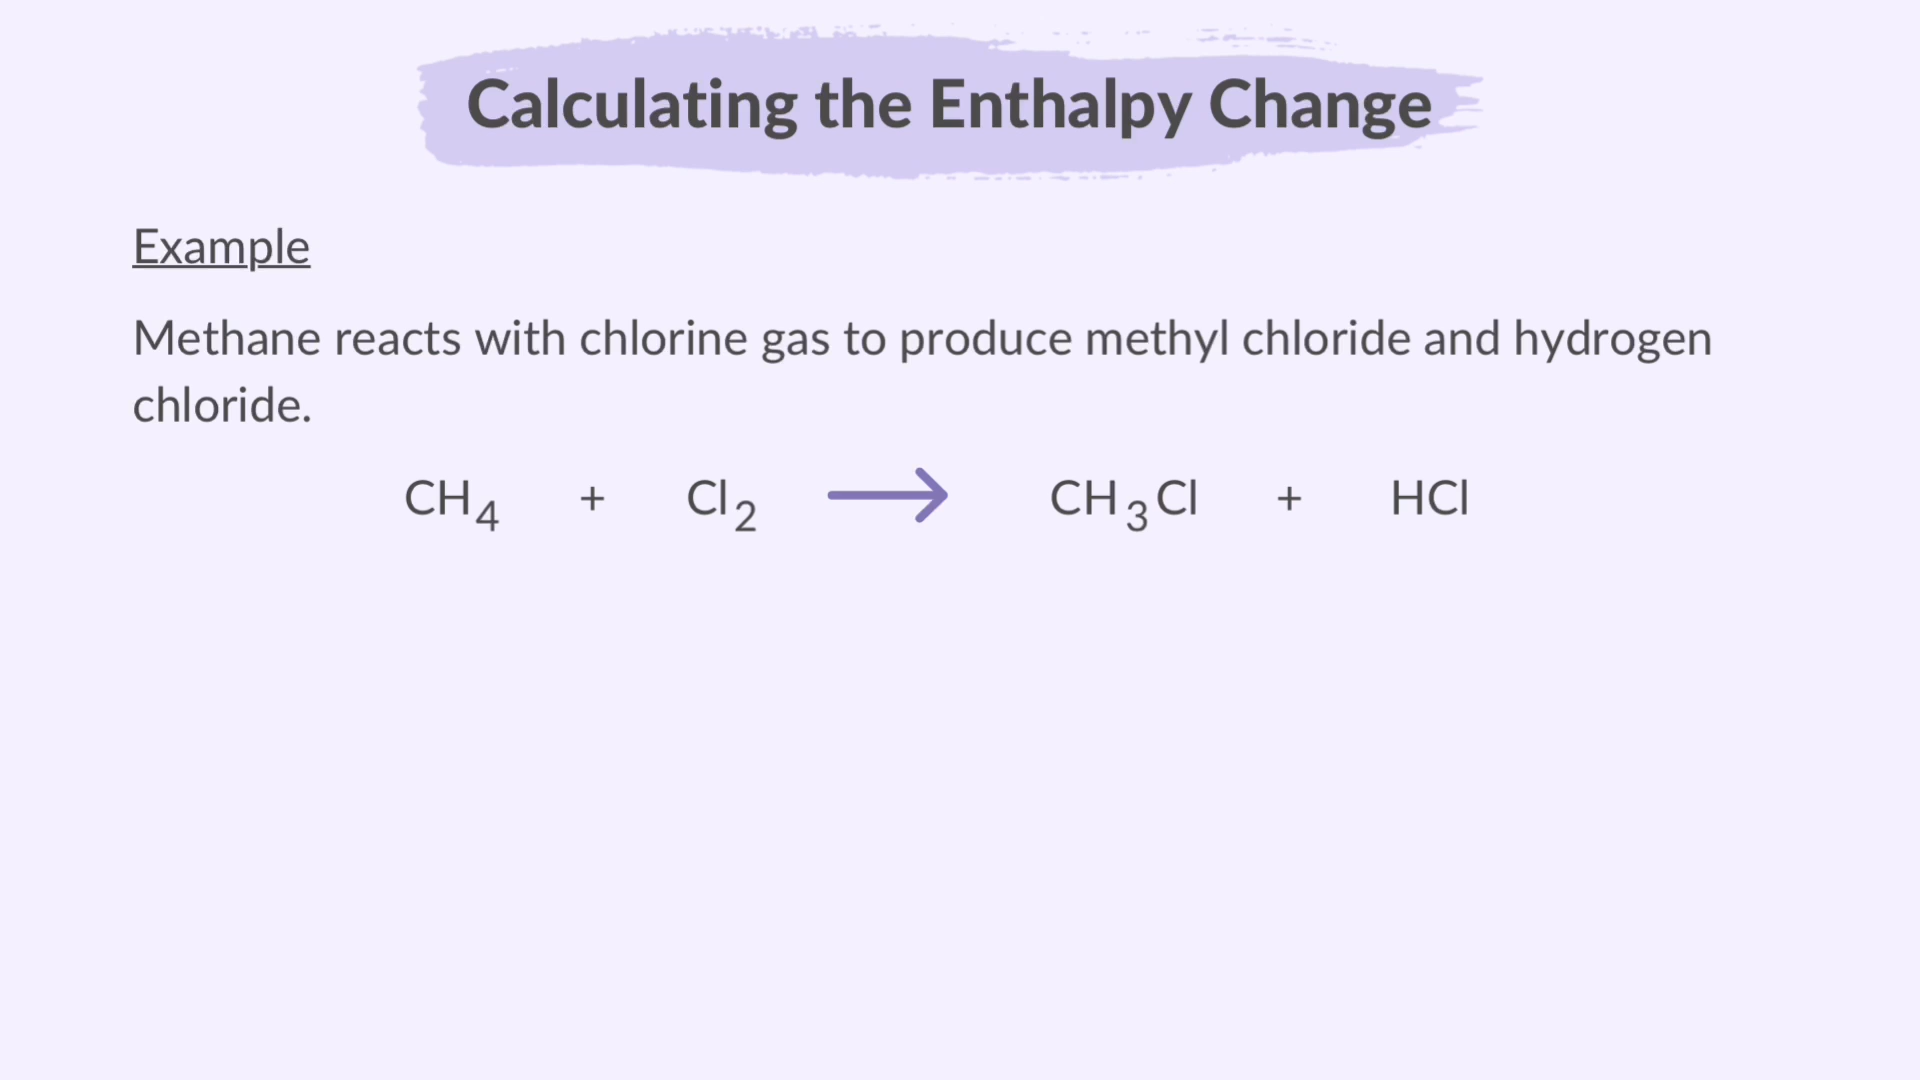 Calculating the Enthalpy Change
Example
Methane reacts with chlorine gas to produce methyl chloride and hydrogen
chloride.
CH₄ + Cl₂ ⟶ CH₃Cl + HCl